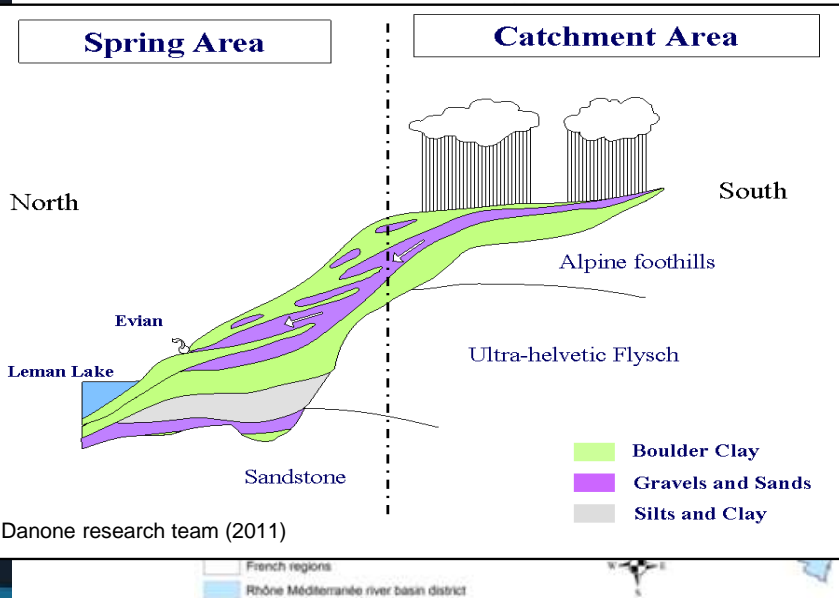 Spring Area
Catchment Area
North
South
Alpine foothills
Evian
Ultra-helvetic Flysch
Leman Lake
Boulder Clay
Sandstone
Gravels and Sands
Silts and Clay
Danone research team (2011)
French regions
W E
S
Rhône Méditerranée river basin district